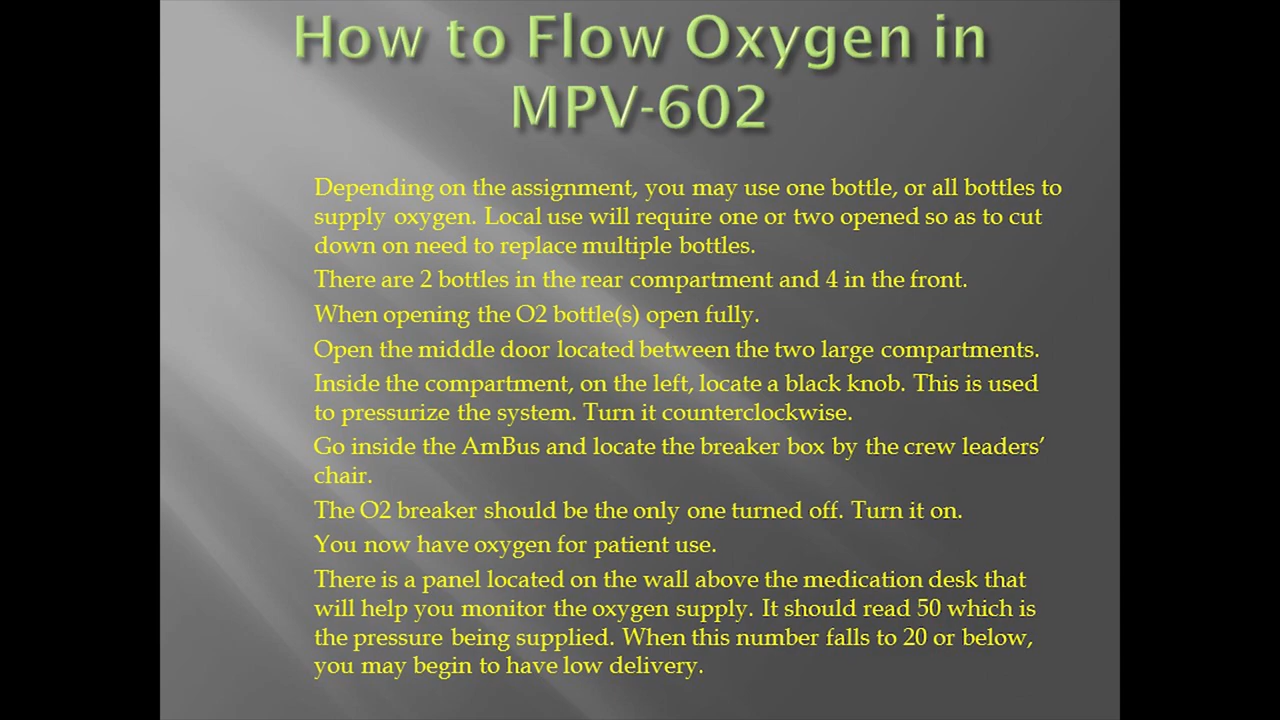 How to Flow Oxygen in
MPV-602
Depending on the assignment, you may use one bottle, or all bottles to
supply oxygen. Local use will require one or two opened so as to cut
down on need to replace multiple bottles.
There are 2 bottles in the rear compartment and 4 in the front.
When opening the O2 bottle(s) open fully.
Open the middle door located between the two large compartments.
Inside the compartment, on the left, locate a black knob. This is used
to pressurize the system. Turn it counterclockwise.
Go inside the AmBus and locate the breaker box by the crew leaders’
chair.
The O2 breaker should be the only one turned off. Turn it on.
You now have oxygen for patient use.
There is a panel located on the wall above the medication desk that
will help you monitor the oxygen supply. It should read 50 which is
the pressure being supplied. When this number falls to 20 or below,
you may begin to have low delivery.